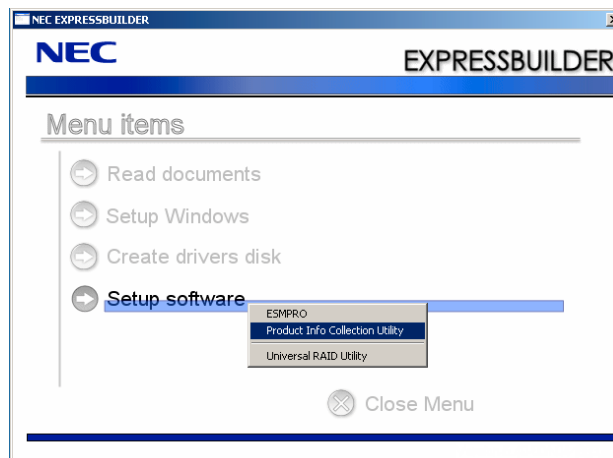 NEC EXPRESSBUILDER
NEC
EXPRESSBUILDER
Menu items
Read documents
Setup Windows
Create drivers disk
Setup software
ESMPRO
Product Info Collection Utility
Universal RAID Utility
Close Menu